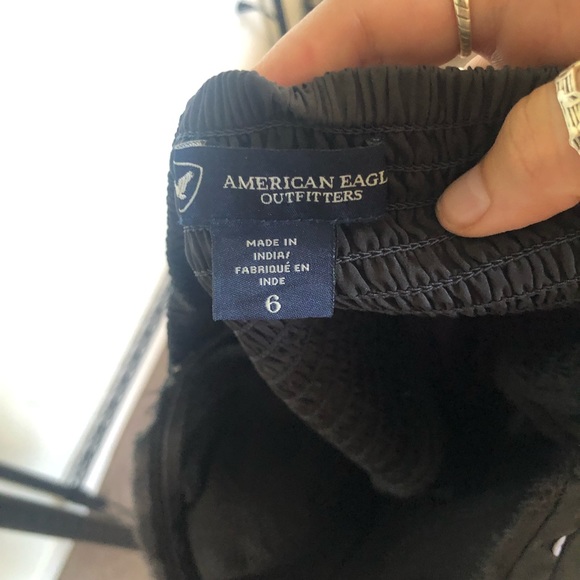 AMERICAN EAGL
OUTFITTERS
MADE IN
INDIA/
FABRIQUÉ EN
INDE
6